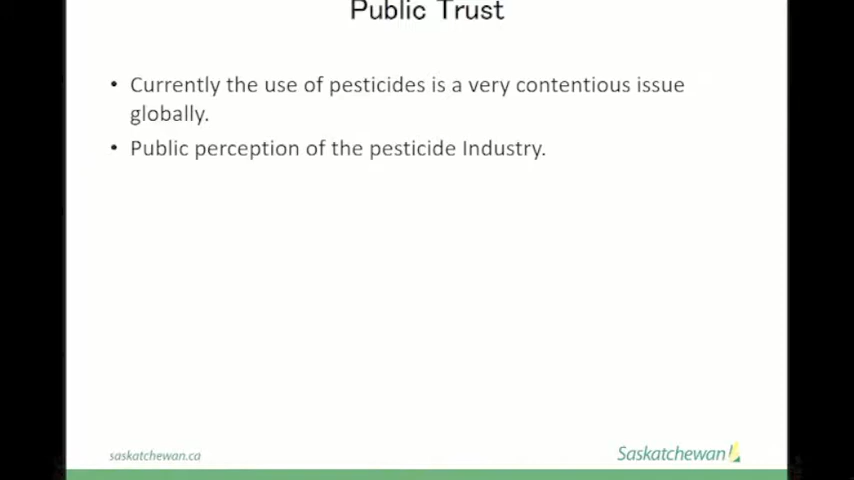 Public Trust
• Currently the use of pesticides is a very contentious issue
globally.
• Public perception of the pesticide Industry.
saskatchewan.ca
Saskatchewan